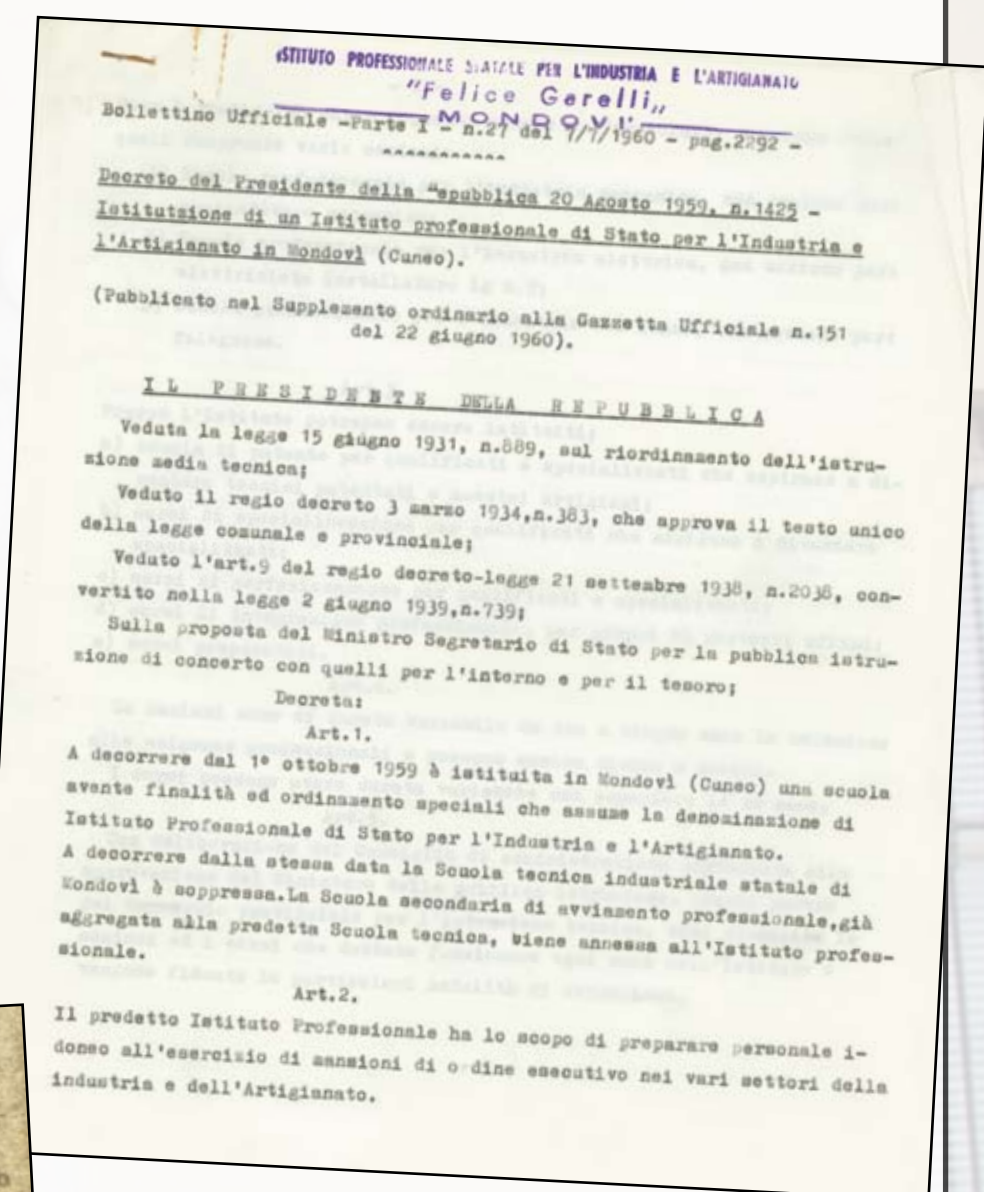 ISTITUTO PROFESSIONALE STATALE PER L'INDUSTRIA E L'ARTIGIANATO
"Felice Garelli"
MONDOVI'
Bollettino Ufficiale -Parte I - n.27 del 7/7/1960 - pag.2292 -
Decreto del Presidente della "epubblica 20 Agosto 1959, n.1425 -
Istitutsione di un Istituto professionale di Stato per l'Industria e
l'Artigianato in Mondovì (Cuneo).
(Pubblicato nel Supplemento ordinario alla Gazzetta Ufficiale n.151
del 22 giugno 1960).
IL PRESIDENTE DELLA REPUBBLICA
Veduta la legge 15 giugno 1931, n.889, sul riordinamento dell'istru-
zione media tecnica;
Veduto il regio decreto 3 marzo 1934,n.383, che approva il testo unico
della legge comunale e provinciale;
Veduto l'art.9 del regio decreto-legge 21 settembre 1938, n.2038, con-
vertito nella legge 2 giugno 1939,n.739;
Sulla proposta del Ministro Segretario di Stato per la pubblica istru-
zione di concerto con quelli per l'interno e per il tesoro;
Decreta:
Art.1.
A decorrere dal 1° ottobre 1959 è istituita in Mondovì (Cuneo) una scuola
avente finalità ed ordinamento speciali che assume la denominazione di
Istituto Professionale di Stato per l'Industria e l'Artigianato.
A decorrere dalla stessa data la Scuola tecnica industriale statale di
Mondovì è soppressa.La Scuola secondaria di avviamento professionale,già
aggregata alla predetta Scuola tecnica, viene annessa all'Istituto profes-
sionale.
Art.2.
Il predetto Istituto Professionale ha lo scopo di preparare personale i-
doneo all'esercizio di mansioni di o dine esecutivo nei vari settori della
industria e dell'Artigianato.